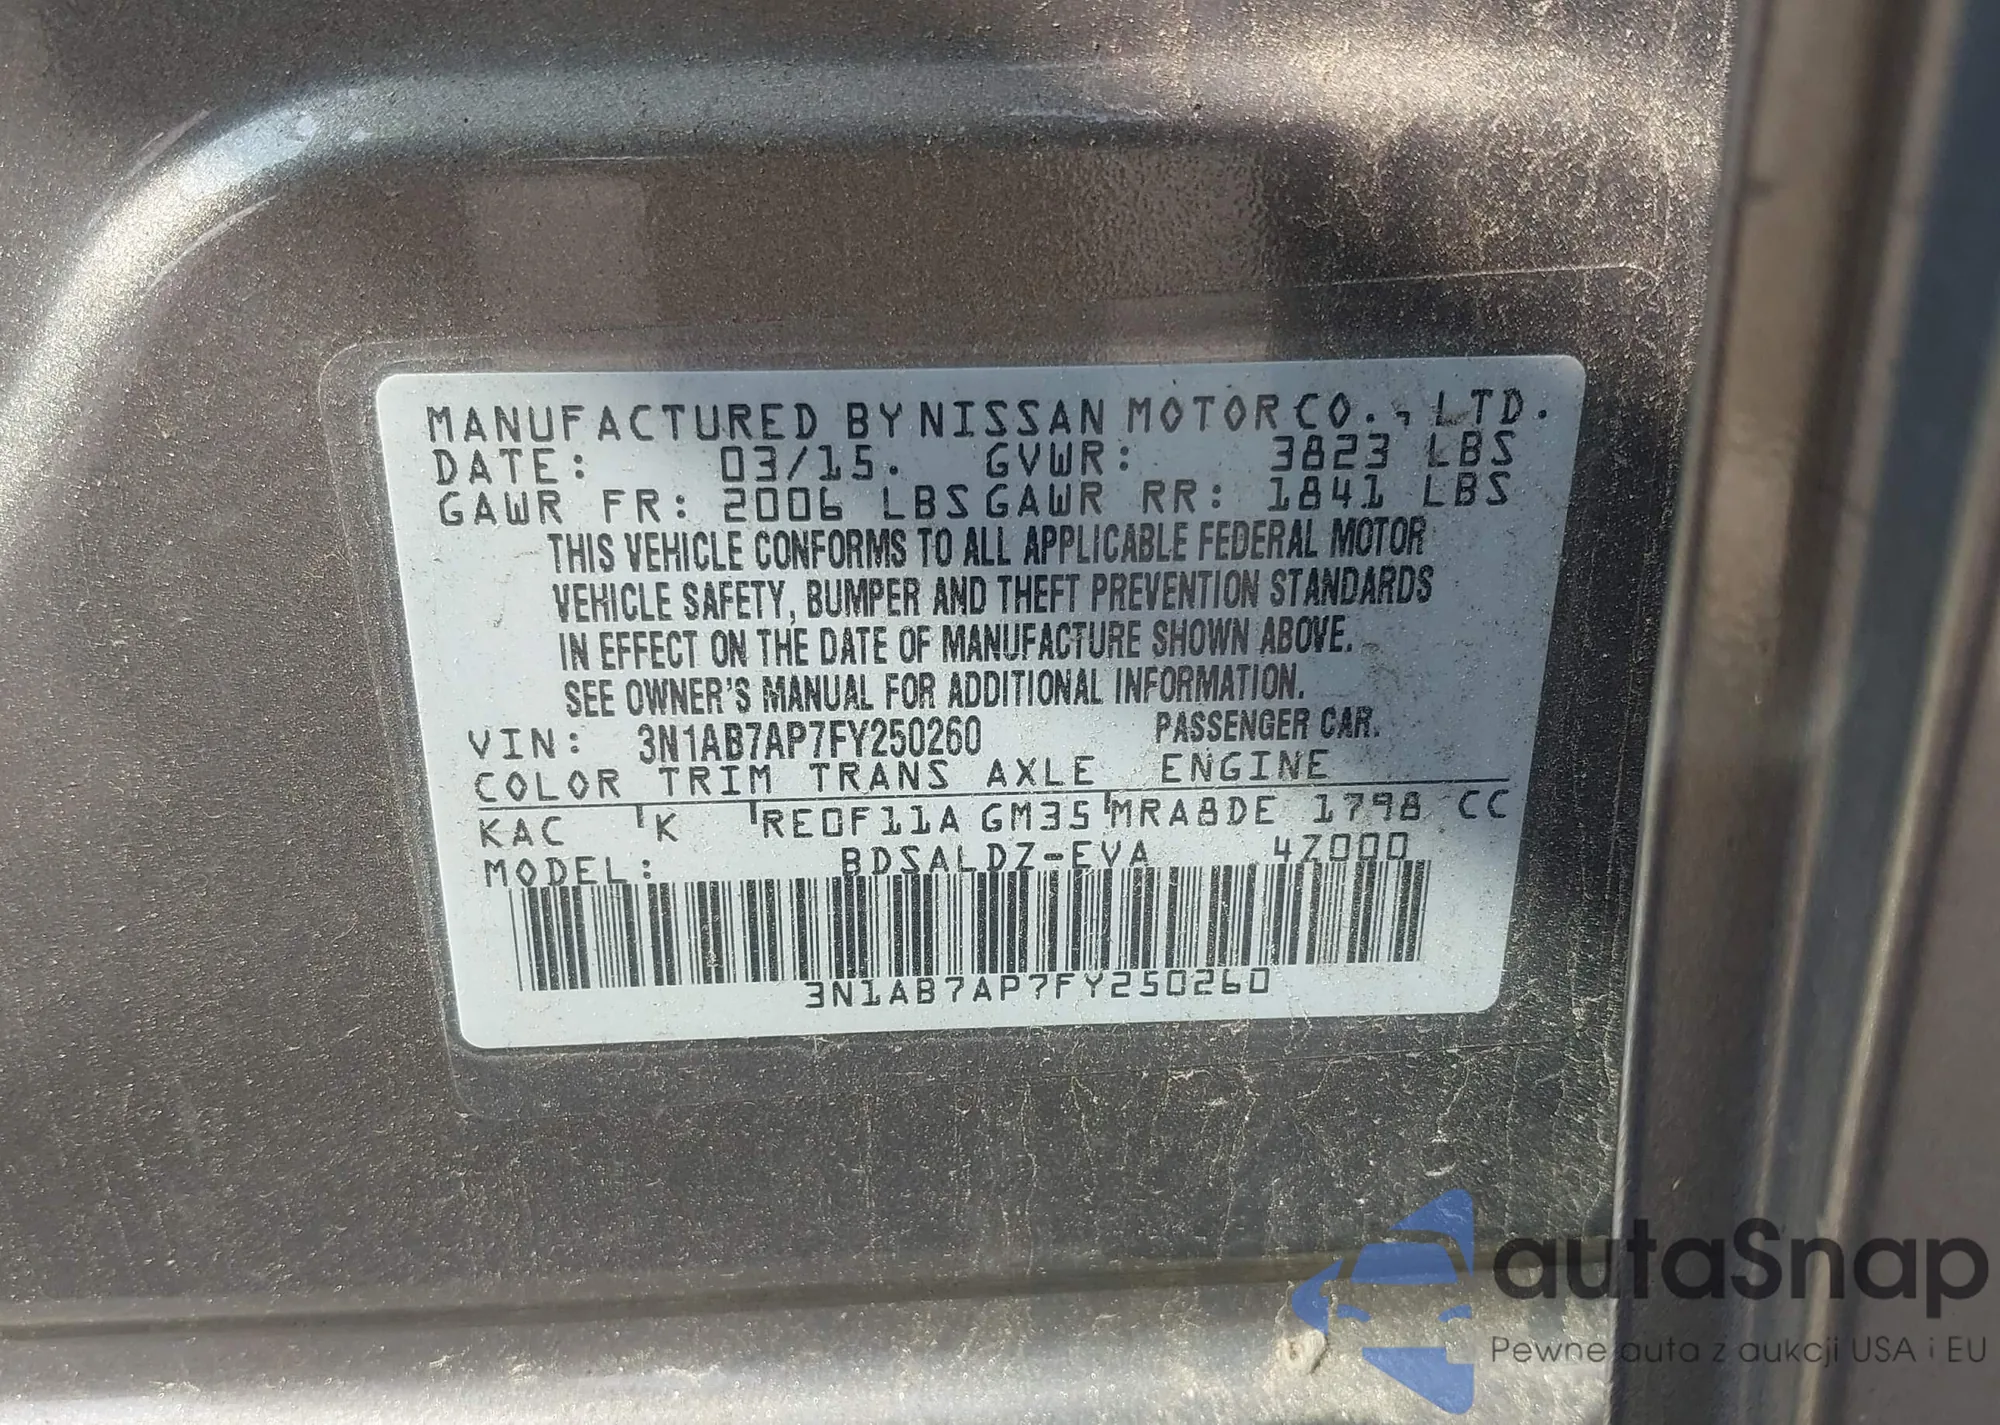 MANUFACTURED BY NISSAN MOTOR CO., LTD.
DATE: 03/15. GVWR: 3823 LBS
GAWR FR: 2006 LBS GAWR RR: 1841 LBS
THIS VEHICLE CONFORMS TO ALL APPLICABLE FEDERAL MOTOR
VEHICLE SAFETY, BUMPER AND THEFT PREVENTION STANDARDS
IN EFFECT ON THE DATE OF MANUFACTURE SHOWN ABOVE.
SEE OWNER'S MANUAL FOR ADDITIONAL INFORMATION.
VIN: 3N1AB7AP7FY250260 PASSENGER CAR.
COLOR TRIM TRANS AXLE ENGINE
KAC K RE0F11A GM35 MRA8DE 1798 CC
MODEL: BDSALDZ-EVA 4Z000
3N1AB7AP7FY250260
autaSnap
Pewne auta z aukcji USA i EU